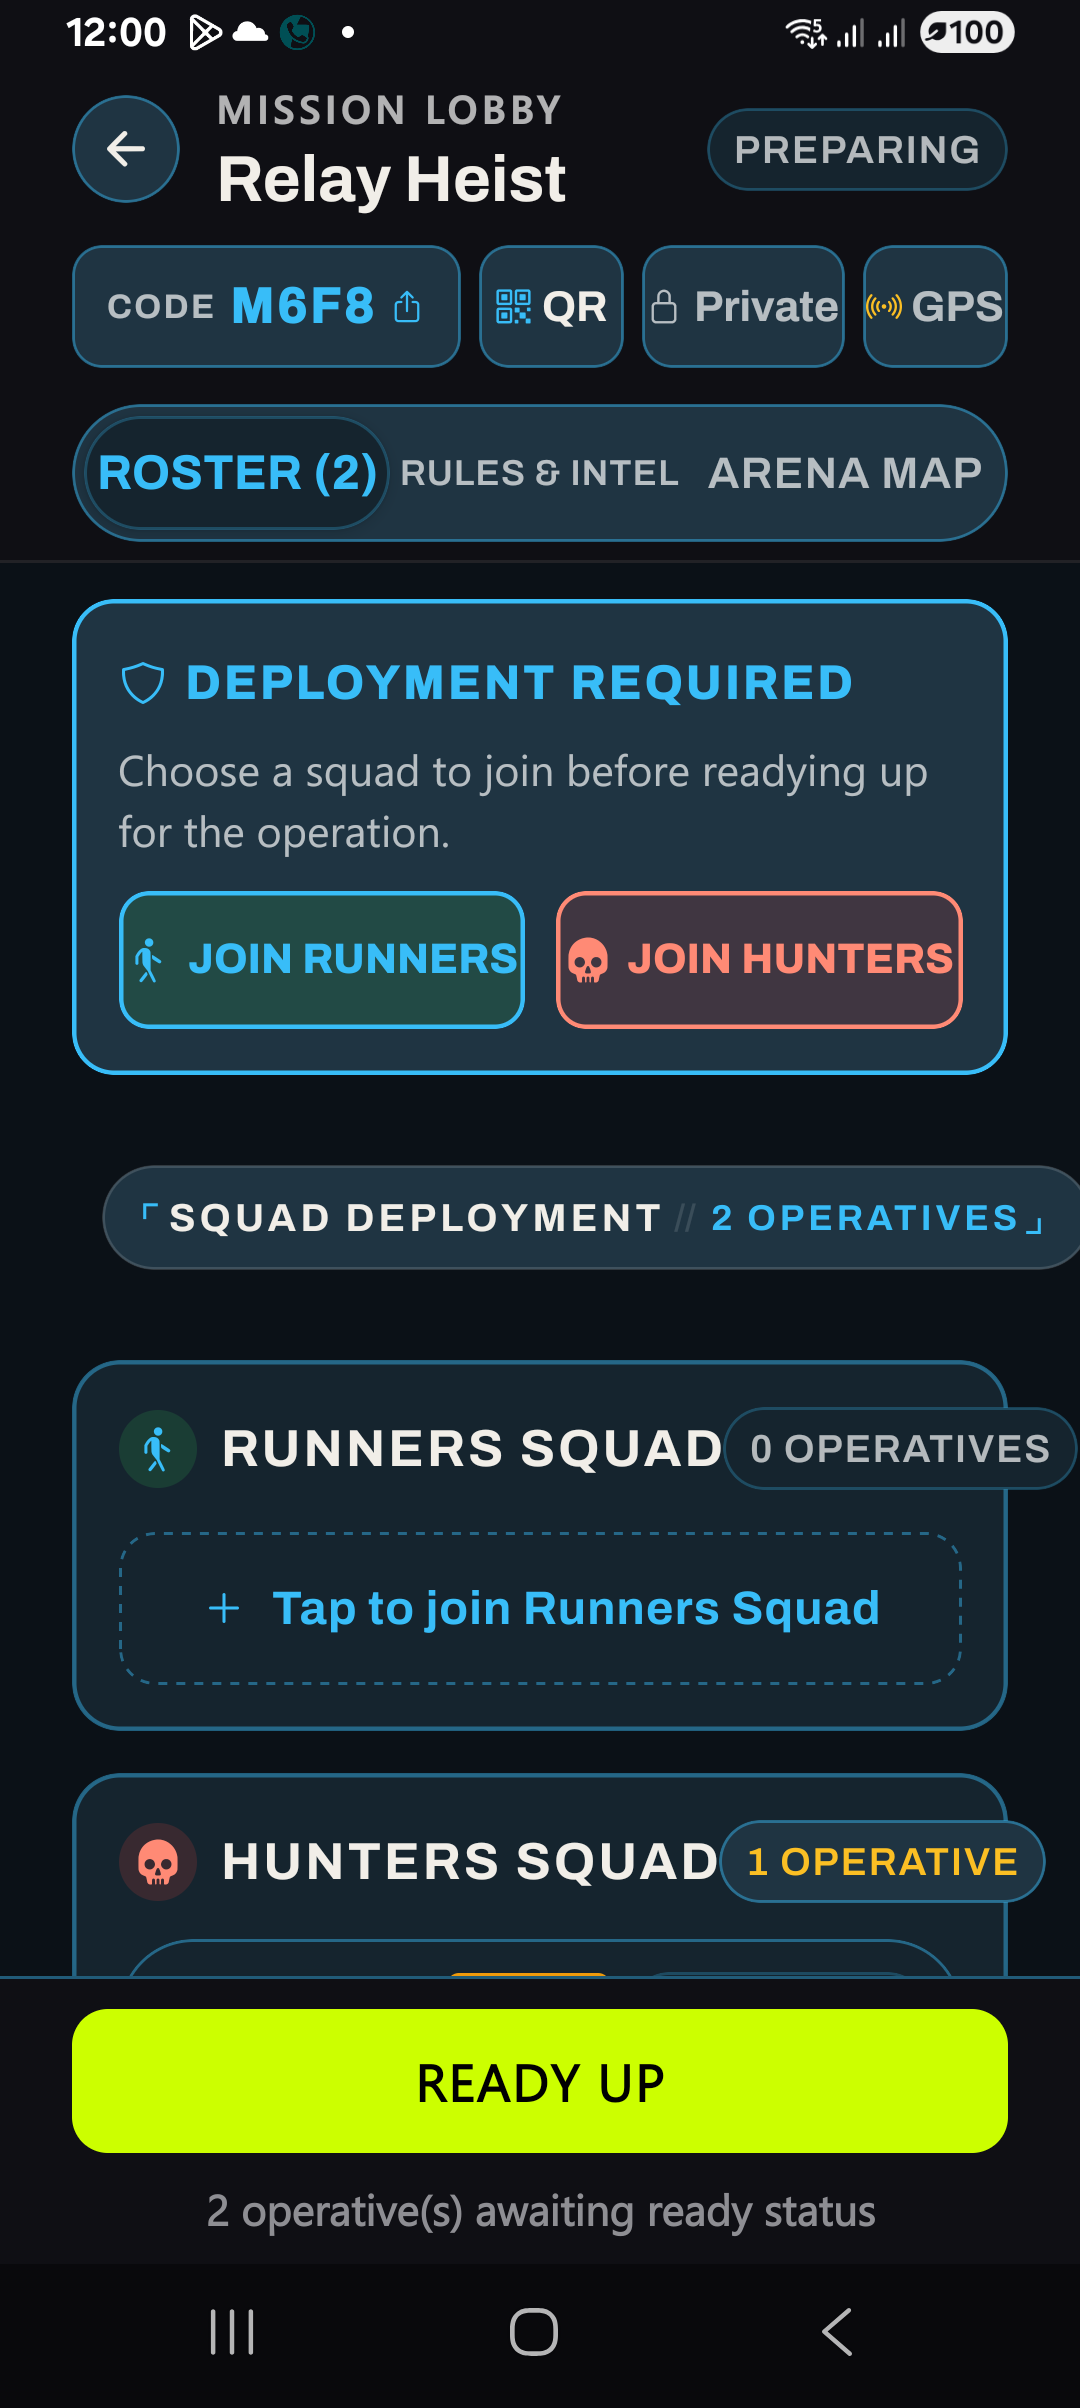 12:00
5
100
MISSION LOBBY
Relay Heist
PREPARING
CODE M6F8
QR
Private
GPS
ROSTER (2)
RULES & INTEL
ARENA MAP
DEPLOYMENT REQUIRED
Choose a squad to join before readying up
for the operation.
JOIN RUNNERS
JOIN HUNTERS
SQUAD DEPLOYMENT // 2 OPERATIVES
RUNNERS SQUAD
0 OPERATIVES
+ Tap to join Runners Squad
HUNTERS SQUAD
1 OPERATIVE
READY UP
2 operative(s) awaiting ready status